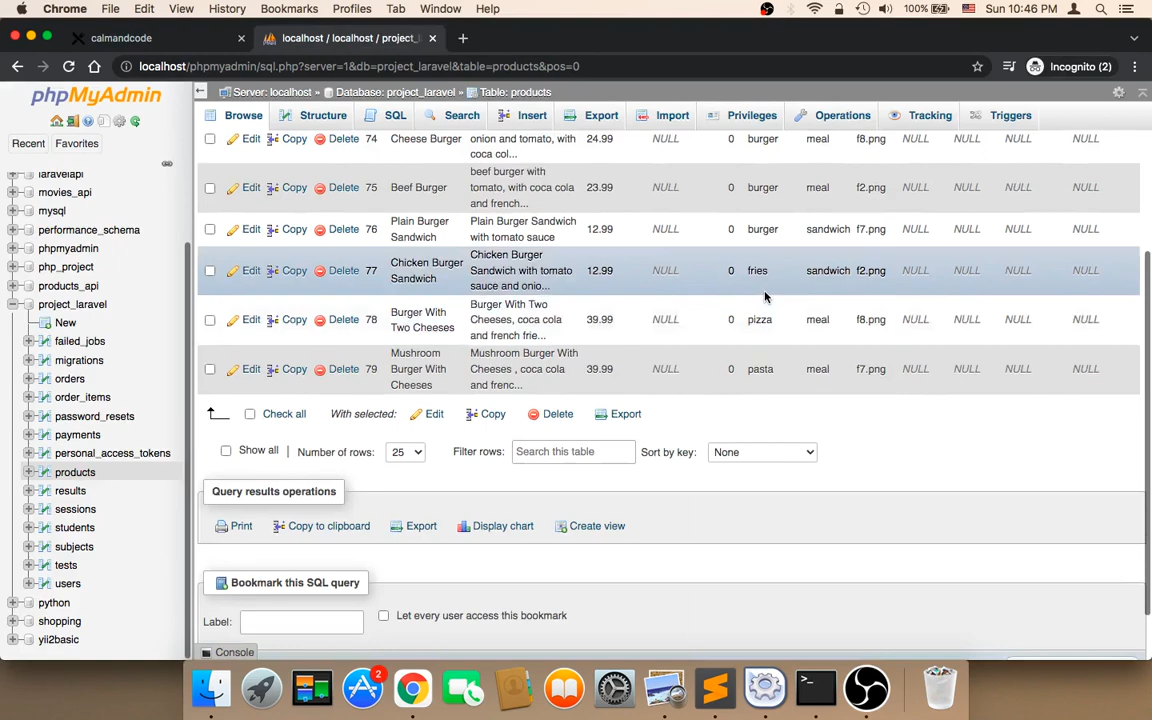 Chrome File Edit View History Bookmarks Profiles Tab Window Help 100% Sun 10:46 PM
calmandcode localhost / localhost / project_l
localhost/phpmyadmin/sql.php?server=1&db=project_laravel&table=products&pos=0 Incognito (2)
phpMyAdmin
Recent Favorites
laravelapi
movies_api
mysql
performance_schema
phpmyadmin
php_project
products_api
project_laravel
New
failed_jobs
migrations
orders
order_items
password_resets
payments
personal_access_tokens
products
results
sessions
students
subjects
tests
users
python
shopping
yii2basic
Server: localhost » Database: project_laravel » Table: products
Browse Structure SQL Search Insert Export Import Privileges Operations Tracking Triggers
Edit Copy Delete 74 Cheese Burger onion and tomato, with 24.99 NULL 0 burger meal f8.png NULL NULL NULL
coca col...
beef burger with
Edit Copy Delete 75 Beef Burger tomato, with coca cola 23.99 NULL 0 burger meal f2.png NULL NULL NULL
and french...
Plain Burger Plain Burger Sandwich
Edit Copy Delete 76 12.99 NULL 0 burger sandwich f7.png NULL NULL NULL
Sandwich with tomato sauce
Chicken Burger
Chicken Burger
Edit Copy Delete 77 Sandwich with tomato 12.99 NULL 0 fries sandwich f2.png NULL NULL NULL
Sandwich
sauce and onio...
Burger With Two
Burger With
Edit Copy Delete 78 Cheeses, coca cola 39.99 NULL 0 pizza meal f8.png NULL NULL NULL
Two Cheeses
and french frie...
Mushroom Mushroom Burger With
Edit Copy Delete 79 Burger With Cheeses , coca cola 39.99 NULL 0 pasta meal f7.png NULL NULL NULL
Cheeses and frenc...
Check all With selected: Edit Copy Delete Export
Show all Number of rows: 25 Filter rows: Search this table Sort by key: None
Query results operations
Print Copy to clipboard Export Display chart Create view
Bookmark this SQL query
Label: Let every user access this bookmark
Console
2